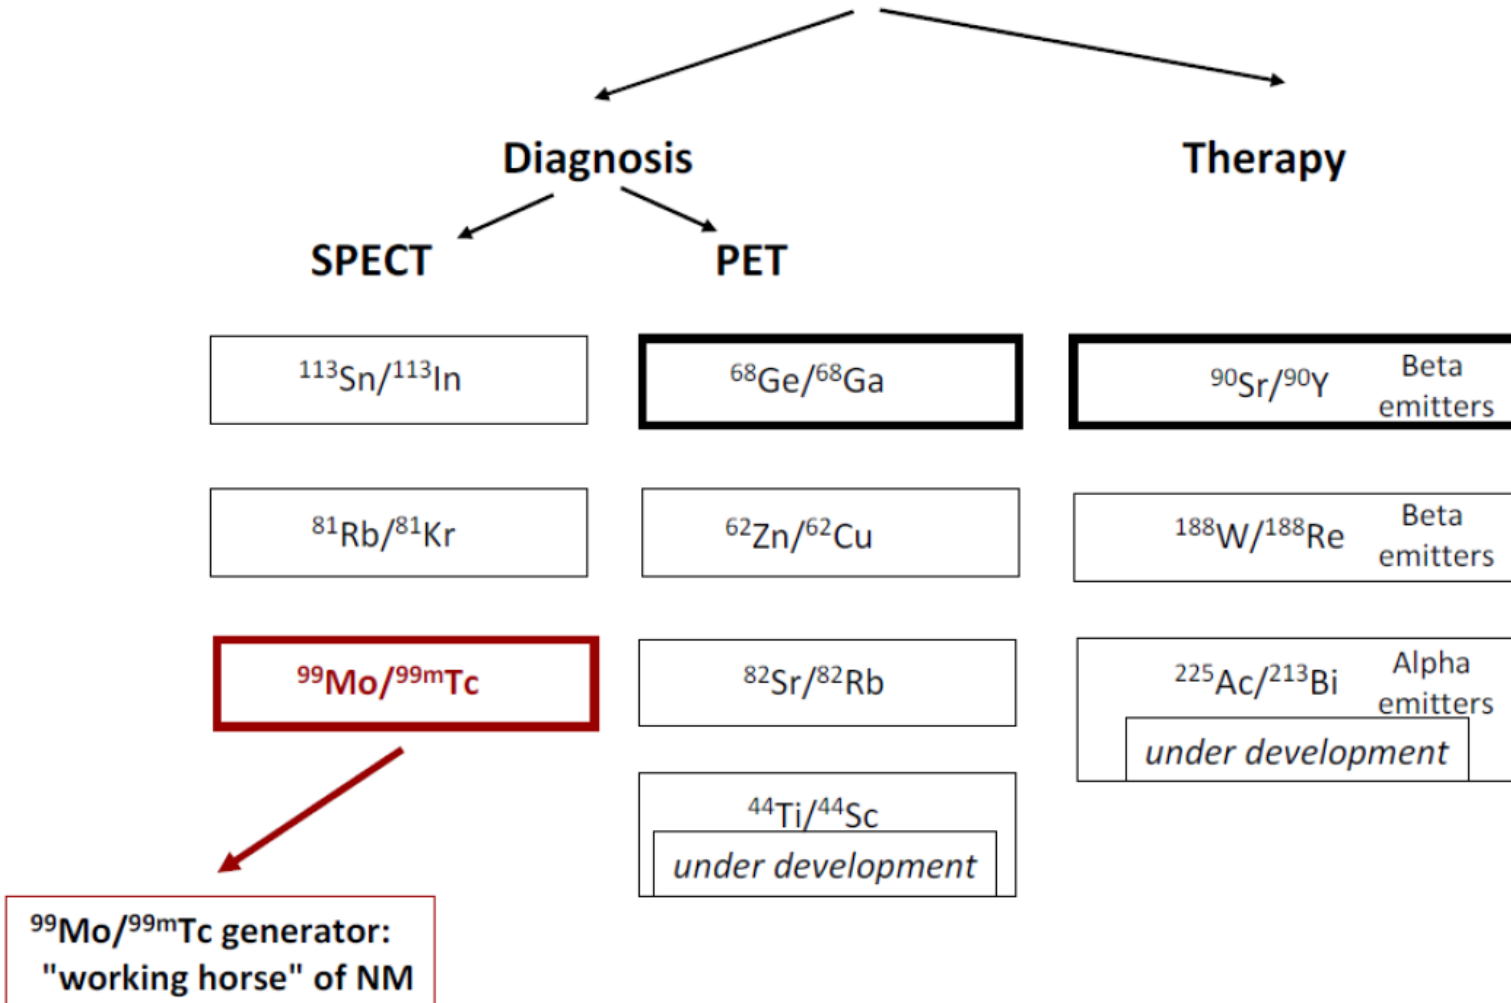 Diagnosis
Therapy
SPECT
PET
¹¹³Sn/¹¹³In
⁶⁸Ge/⁶⁸Ga
⁹⁰Sr/⁹⁰Y
Beta
emitters
⁸¹Rb/⁸¹Kr
⁶²Zn/⁶²Cu
¹⁸⁸W/¹⁸⁸Re
Beta
emitters
⁹⁹Mo/⁹⁹ᵐTc
⁸²Sr/⁸²Rb
²²⁵Ac/²¹³Bi
Alpha
emitters
under development
⁴⁴Ti/⁴⁴Sc
under development
⁹⁹Mo/⁹⁹ᵐTc generator:
"working horse" of NM